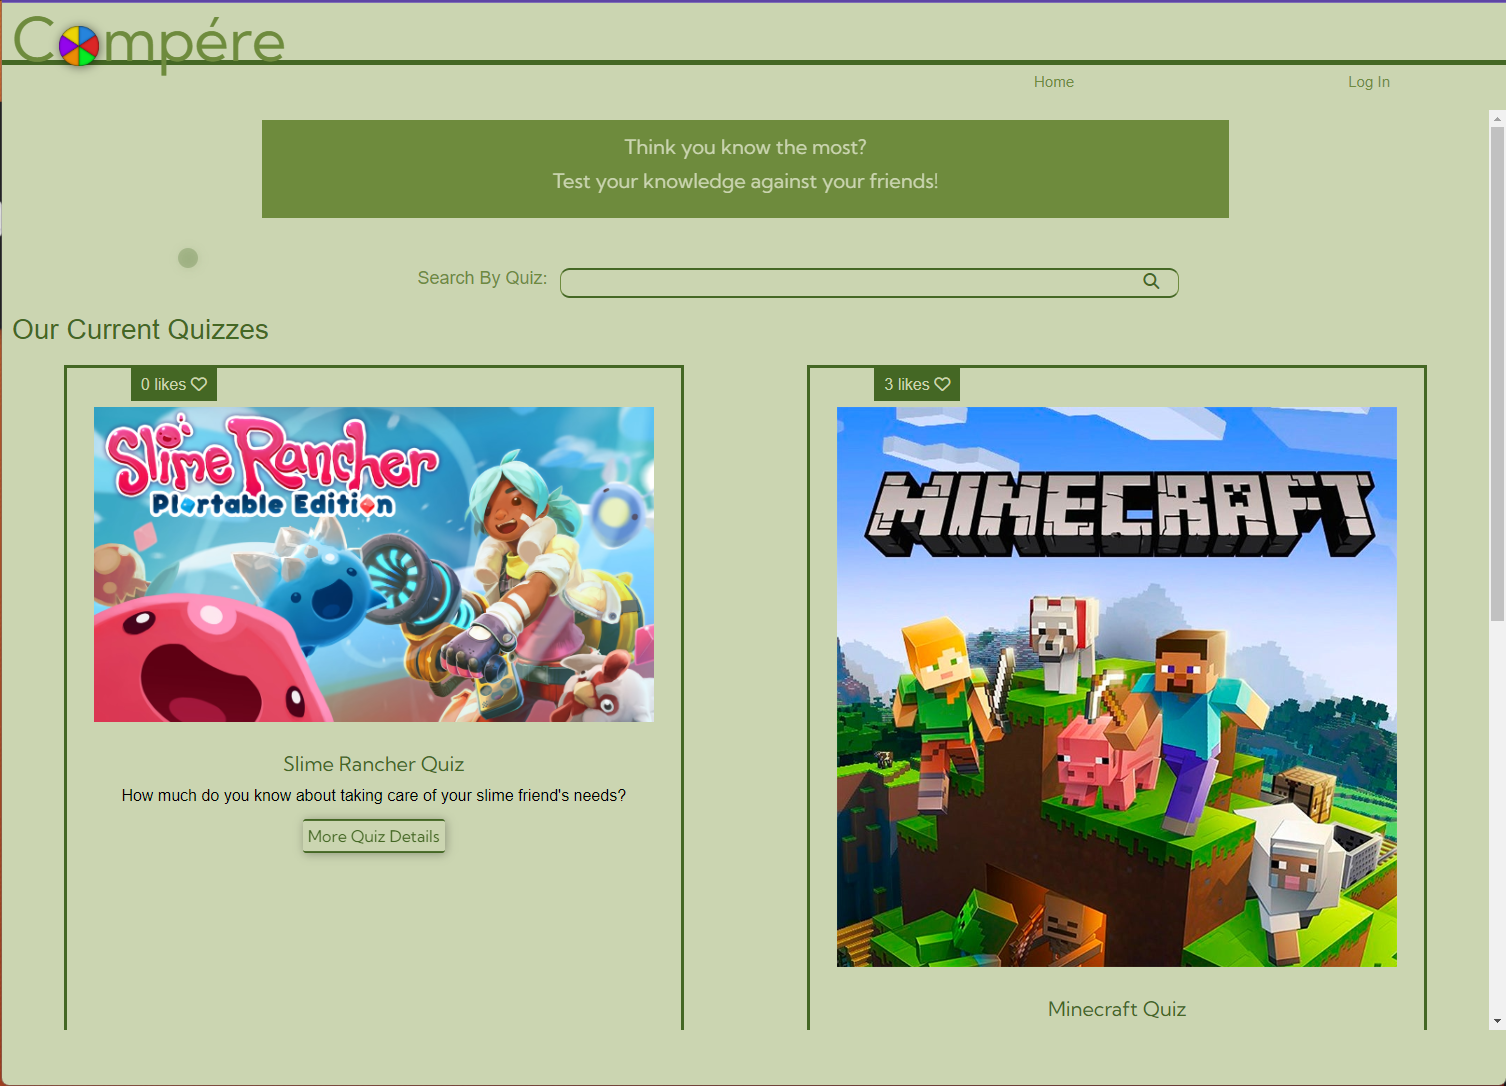 Compére
Home
Log In
Think you know the most?
Test your knowledge against your friends!
Search By Quiz:
Our Current Quizzes
0 likes
Slime Rancher
Plortable Edition
Slime Rancher Quiz
How much do you know about taking care of your slime friend's needs?
More Quiz Details
3 likes
MINECRAFT
Minecraft Quiz